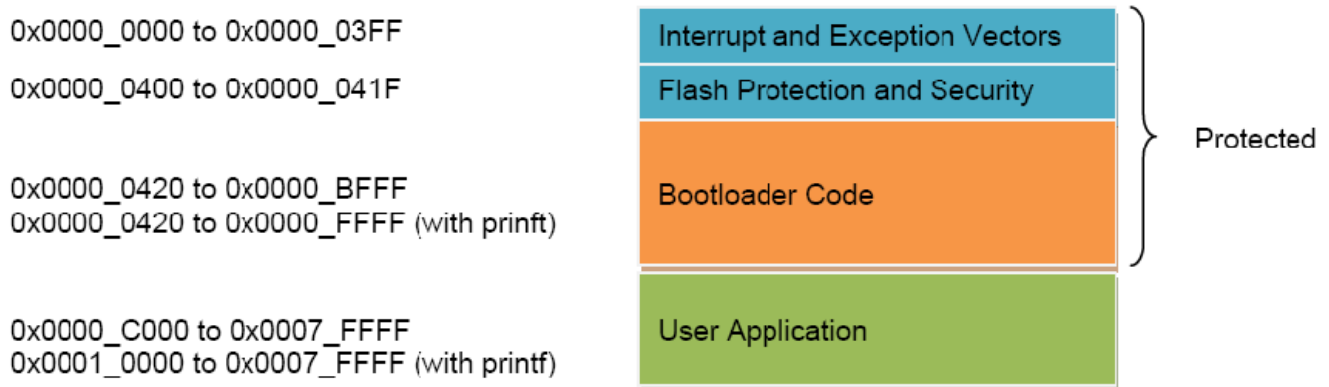 0x0000_0000 to 0x0000_03FF
Interrupt and Exception Vectors
0x0000_0400 to 0x0000_041F
Flash Protection and Security
Protected
0x0000_0420 to 0x0000_BFFF
0x0000_0420 to 0x0000_FFFF (with prinft)
Bootloader Code
0x0000_C000 to 0x0007_FFFF
0x0001_0000 to 0x0007_FFFF (with printf)
User Application